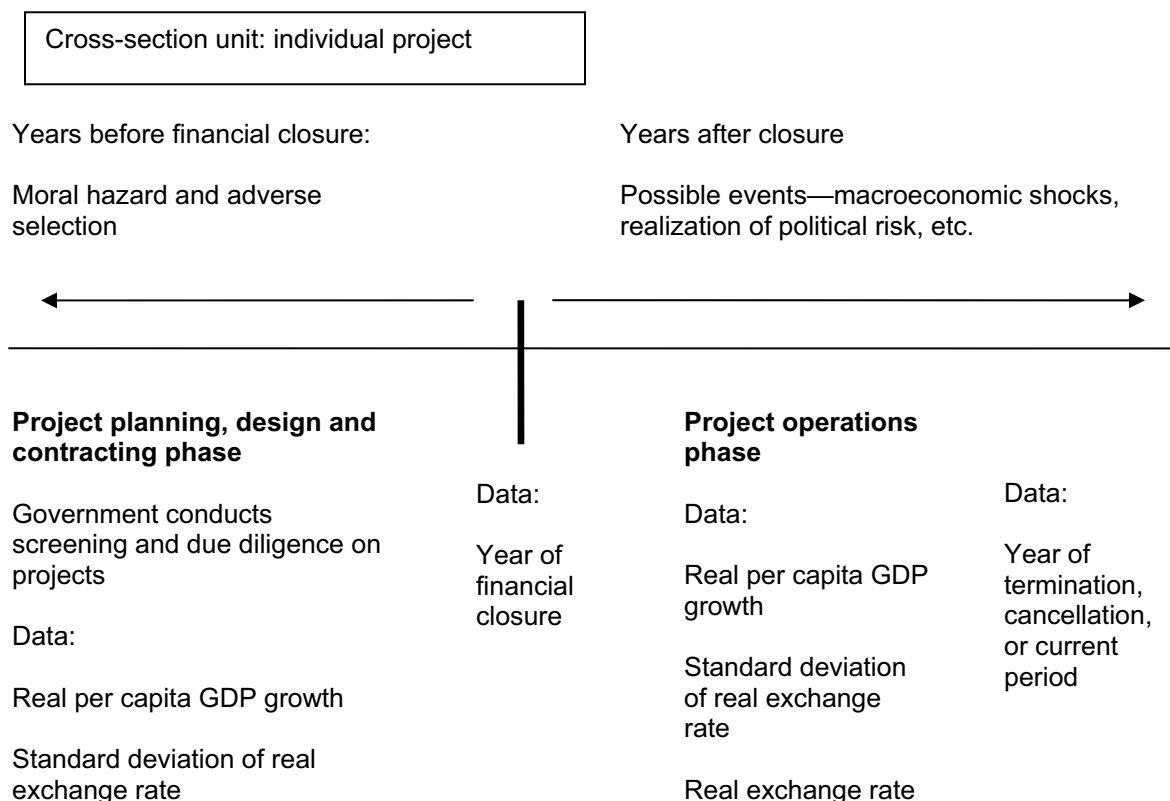 Cross-section unit: individual project
Years before financial closure:
Moral hazard and adverse
selection
Years after closure
Possible events—macroeconomic shocks,
realization of political risk, etc.
Project planning, design and
contracting phase
Government conducts
screening and due diligence on
projects
Data:
Real per capita GDP growth
Standard deviation of real
exchange rate
Data:
Year of
financial
closure
Project operations
phase
Data:
Real per capita GDP
growth
Standard deviation
of real exchange
rate
Real exchange rate
Data:
Year of
termination,
cancellation,
or current
period